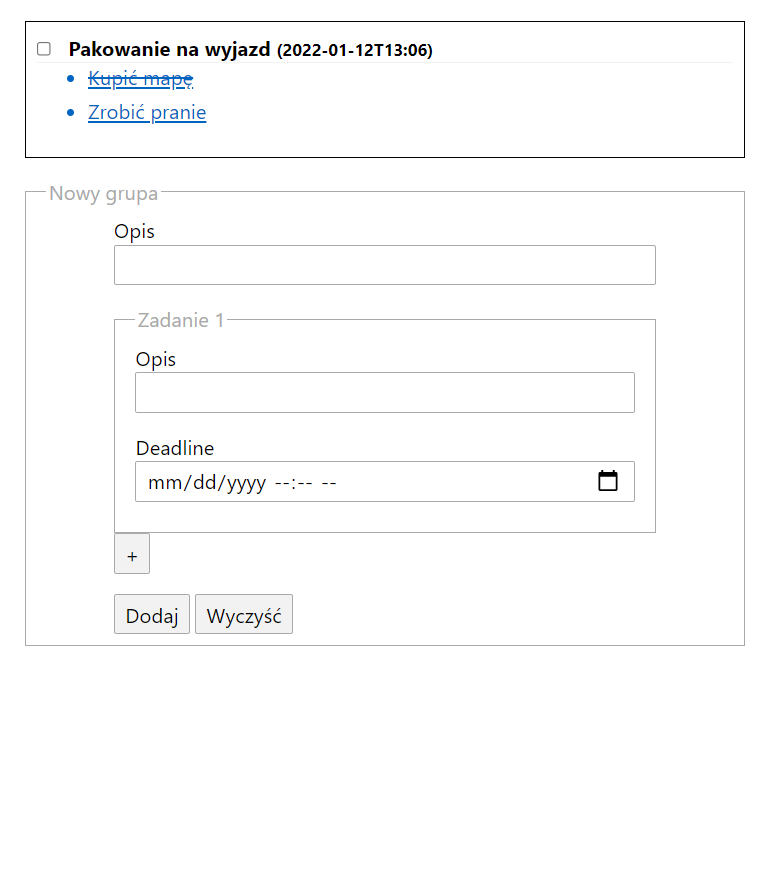 Pakowanie na wyjazd (2022-01-12T13:06)
Kupić mapę
Zrobić pranie
Nowy grupa
Opis
Zadanie 1
Opis
Deadline
mm/dd/yyyy --:-- --
+
Dodaj Wyczyść